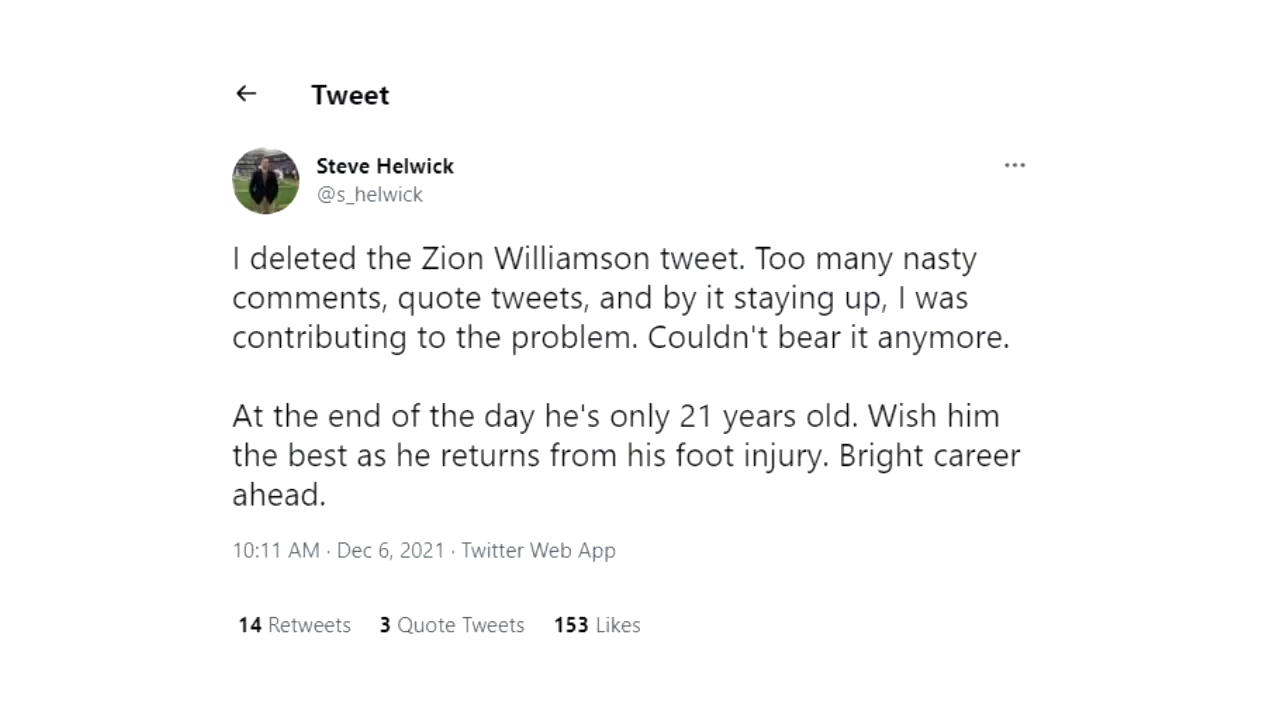 Tweet
Steve Helwick
@s_helwick
I deleted the Zion Williamson tweet. Too many nasty
comments, quote tweets, and by it staying up, I was
contributing to the problem. Couldn't bear it anymore.
At the end of the day he's only 21 years old. Wish him
the best as he returns from his foot injury. Bright career
ahead.
10:11 AM · Dec 6, 2021 · Twitter Web App
14 Retweets 3 Quote Tweets 153 Likes